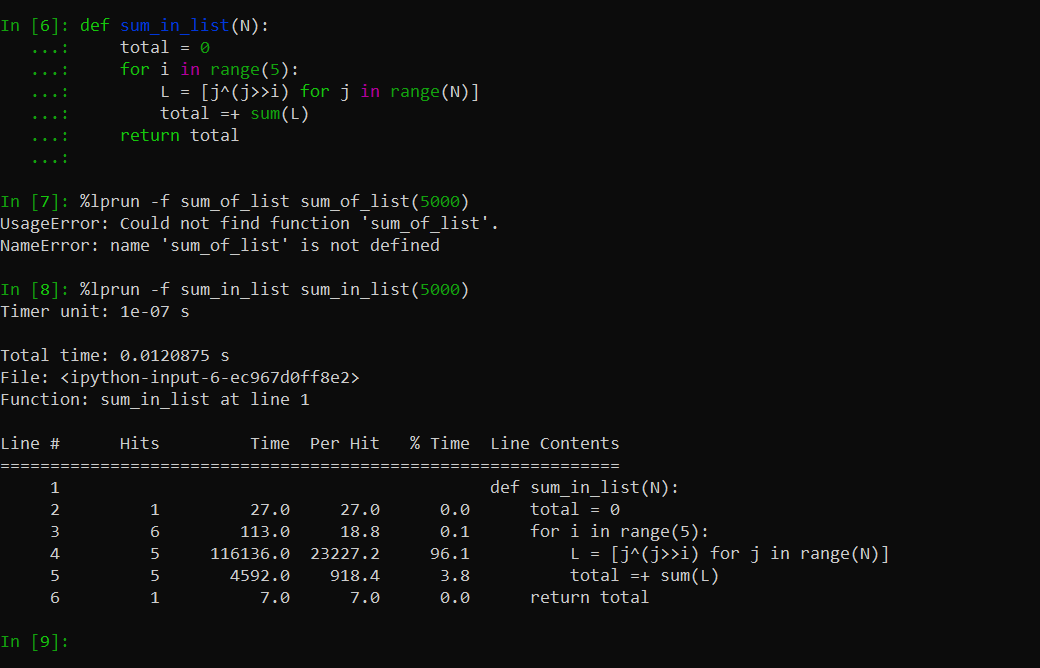 In [6]: def sum_in_list(N):
   ...:     total = 0
   ...:     for i in range(5):
   ...:         L = [j^(j>>i) for j in range(N)]
   ...:         total =+ sum(L)
   ...:     return total
   ...:
In [7]: %lprun -f sum_of_list sum_of_list(5000)
UsageError: Could not find function 'sum_of_list'.
NameError: name 'sum_of_list' is not defined
In [8]: %lprun -f sum_in_list sum_in_list(5000)
Timer unit: 1e-07 s
Total time: 0.0120875 s
File: <ipython-input-6-ec967d0ff8e2>
Function: sum_in_list at line 1
Line #      Hits         Time  Per Hit   % Time  Line Contents
==============================================================
     1                                           def sum_in_list(N):
     2         1         27.0     27.0      0.0      total = 0
     3         6        113.0     18.8      0.1      for i in range(5):
     4         5     116136.0  23227.2     96.1          L = [j^(j>>i) for j in range(N)]
     5         5       4592.0    918.4      3.8          total =+ sum(L)
     6         1          7.0      7.0      0.0      return total
In [9]: